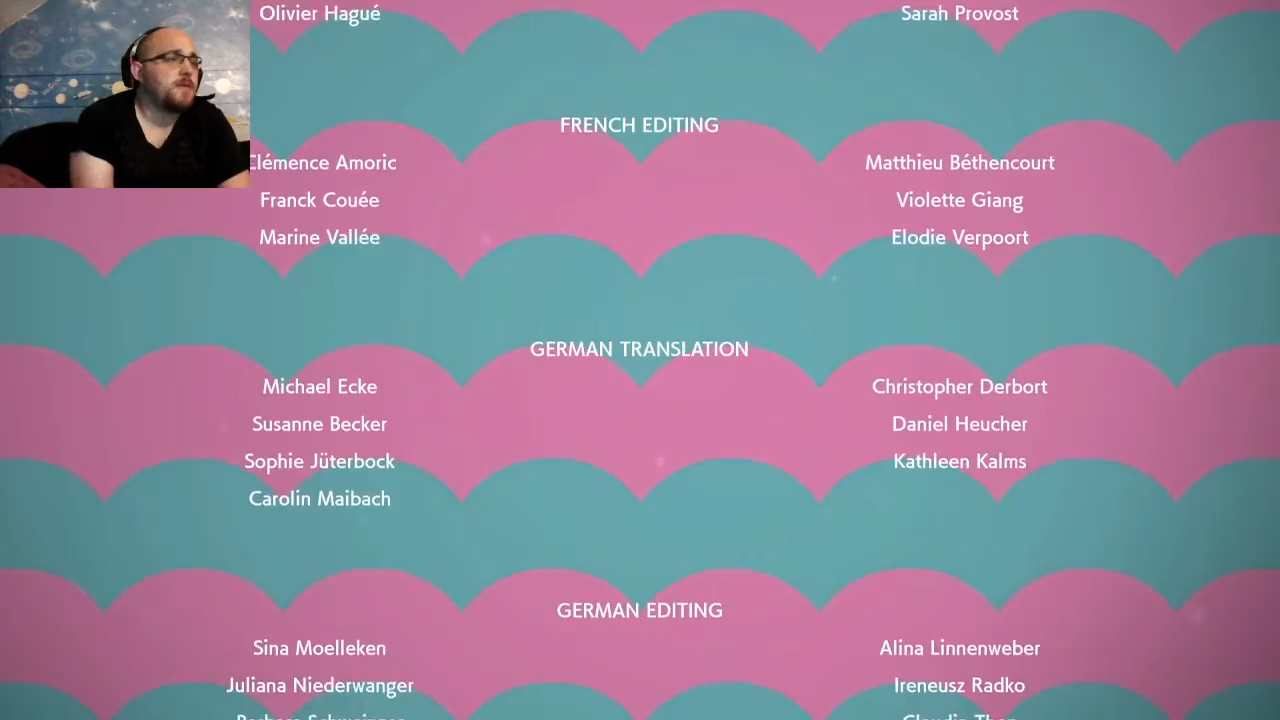 Olivier Hagué Sarah Provost
FRENCH EDITING
Clémence Amoric Matthieu Béthencourt
Franck Couée Violette Giang
Marine Vallée Elodie Verpoort
GERMAN TRANSLATION
Michael Ecke Christopher Derbort
Susanne Becker Daniel Heucher
Sophie Jüterbock Kathleen Kalms
Carolin Maibach
GERMAN EDITING
Sina Moelleken Alina Linnenweber
Juliana Niederwanger Ireneusz Radko